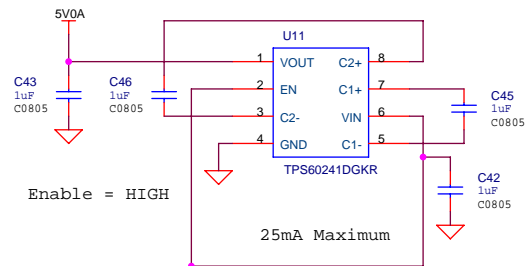 5V0A
U11
C43
1uF
C0805
C46
1uF
C0805
1 VOUT C2+ 8
2 EN C1+ 7
3 C2- VIN 6
4 GND C1- 5
TPS60241DGKR
C45
1uF
C0805
C42
1uF
C0805
Enable = HIGH
25mA Maximum